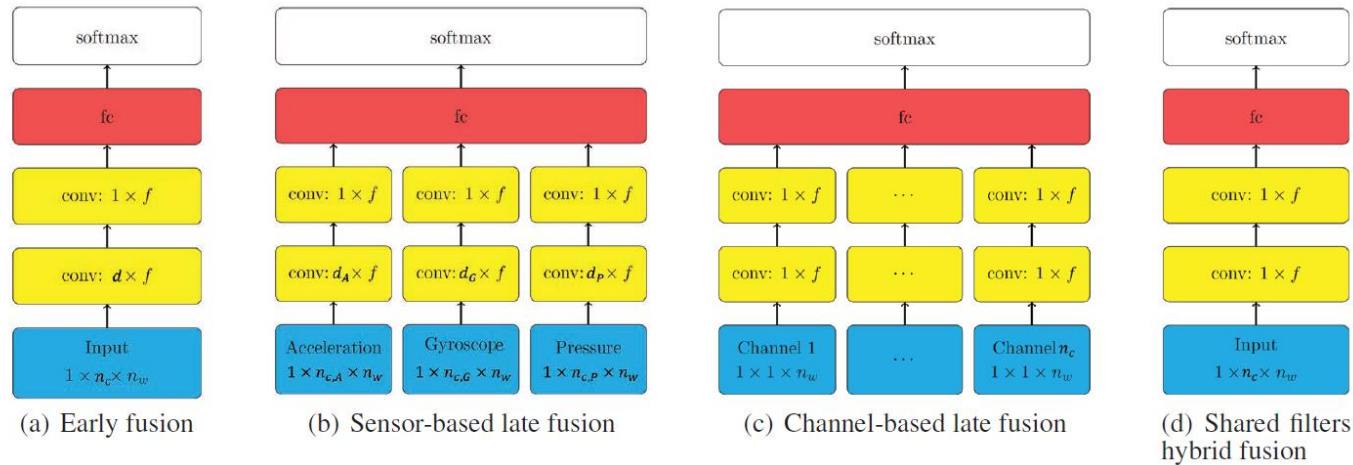 softmax
fc
conv: 1 × f
conv: d × f
Input
1 × n_c × n_w
(a) Early fusion
softmax
fc
conv: 1 × f conv: 1 × f conv: 1 × f
conv: d_A × f conv: d_G × f conv: d_P × f
Acceleration Gyroscope Pressure
1 × n_{c,A} × n_w 1 × n_{c,G} × n_w 1 × n_{c,P} × n_w
(b) Sensor-based late fusion
softmax
fc
conv: 1 × f ... conv: 1 × f
conv: 1 × f ... conv: 1 × f
Channel 1 ... Channel n_c
1 × 1 × n_w 1 × 1 × n_w
(c) Channel-based late fusion
softmax
fc
conv: 1 × f
conv: 1 × f
Input
1 × n_c × n_w
(d) Shared filters
hybrid fusion